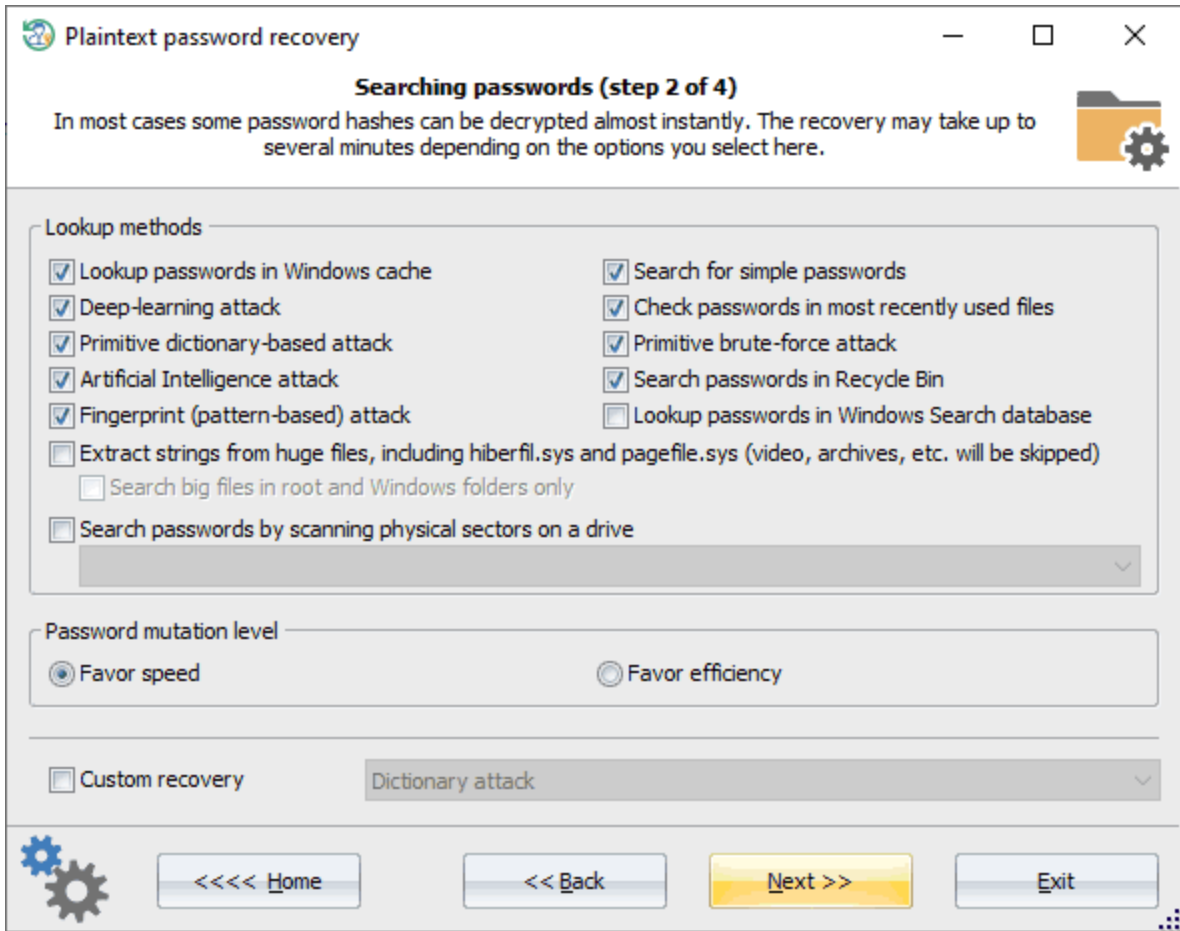 Plaintext password recovery
Searching passwords (step 2 of 4)
In most cases some password hashes can be decrypted almost instantly. The recovery may take up to
several minutes depending on the options you select here.
Lookup methods
Lookup passwords in Windows cache
Search for simple passwords
Deep-learning attack
Check passwords in most recently used files
Primitive dictionary-based attack
Primitive brute-force attack
Artificial Intelligence attack
Search passwords in Recycle Bin
Fingerprint (pattern-based) attack
Lookup passwords in Windows Search database
Extract strings from huge files, including hiberfil.sys and pagefile.sys (video, archives, etc. will be skipped)
Search big files in root and Windows folders only
Search passwords by scanning physical sectors on a drive
Password mutation level
Favor speed
Favor efficiency
Custom recovery
Dictionary attack
<<<< Home
<< Back
Next >>
Exit